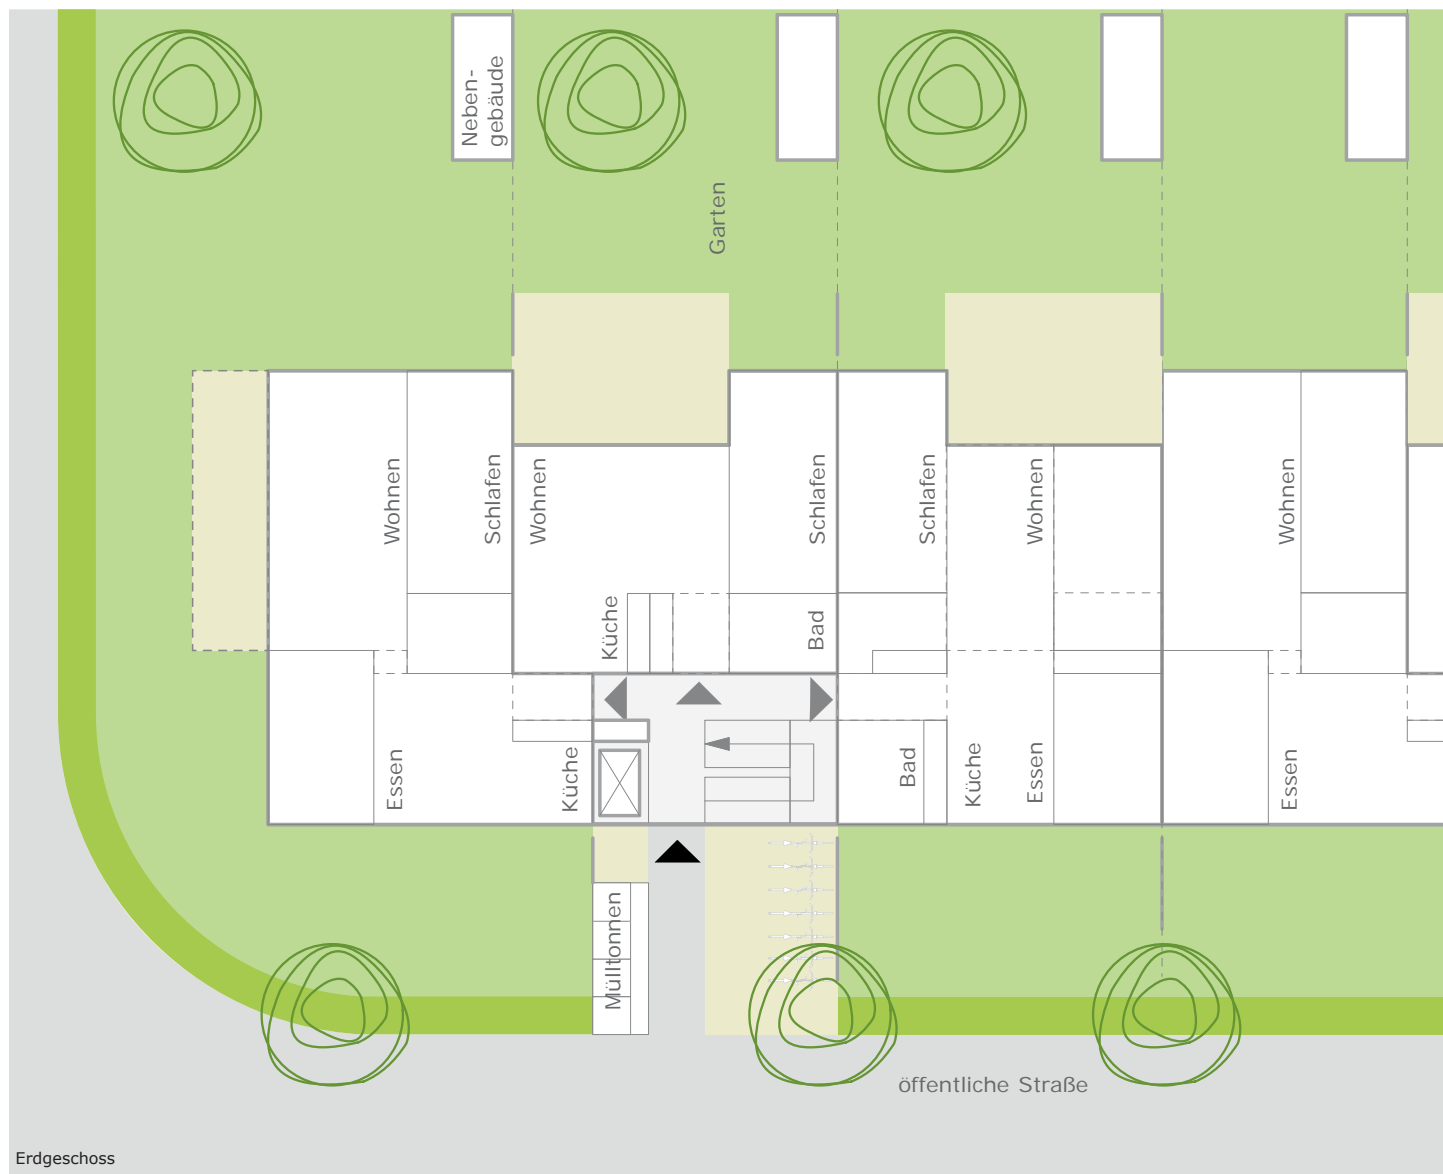 Neben-
gebäude
Garten
Wohnen
Schlafen
Wohnen
Schlafen
Schlafen
Wohnen
Wohnen
Küche
Bad
Essen
Küche
Bad
Küche
Essen
Essen
Mülltonnen
öffentliche Straße
Erdgeschoss